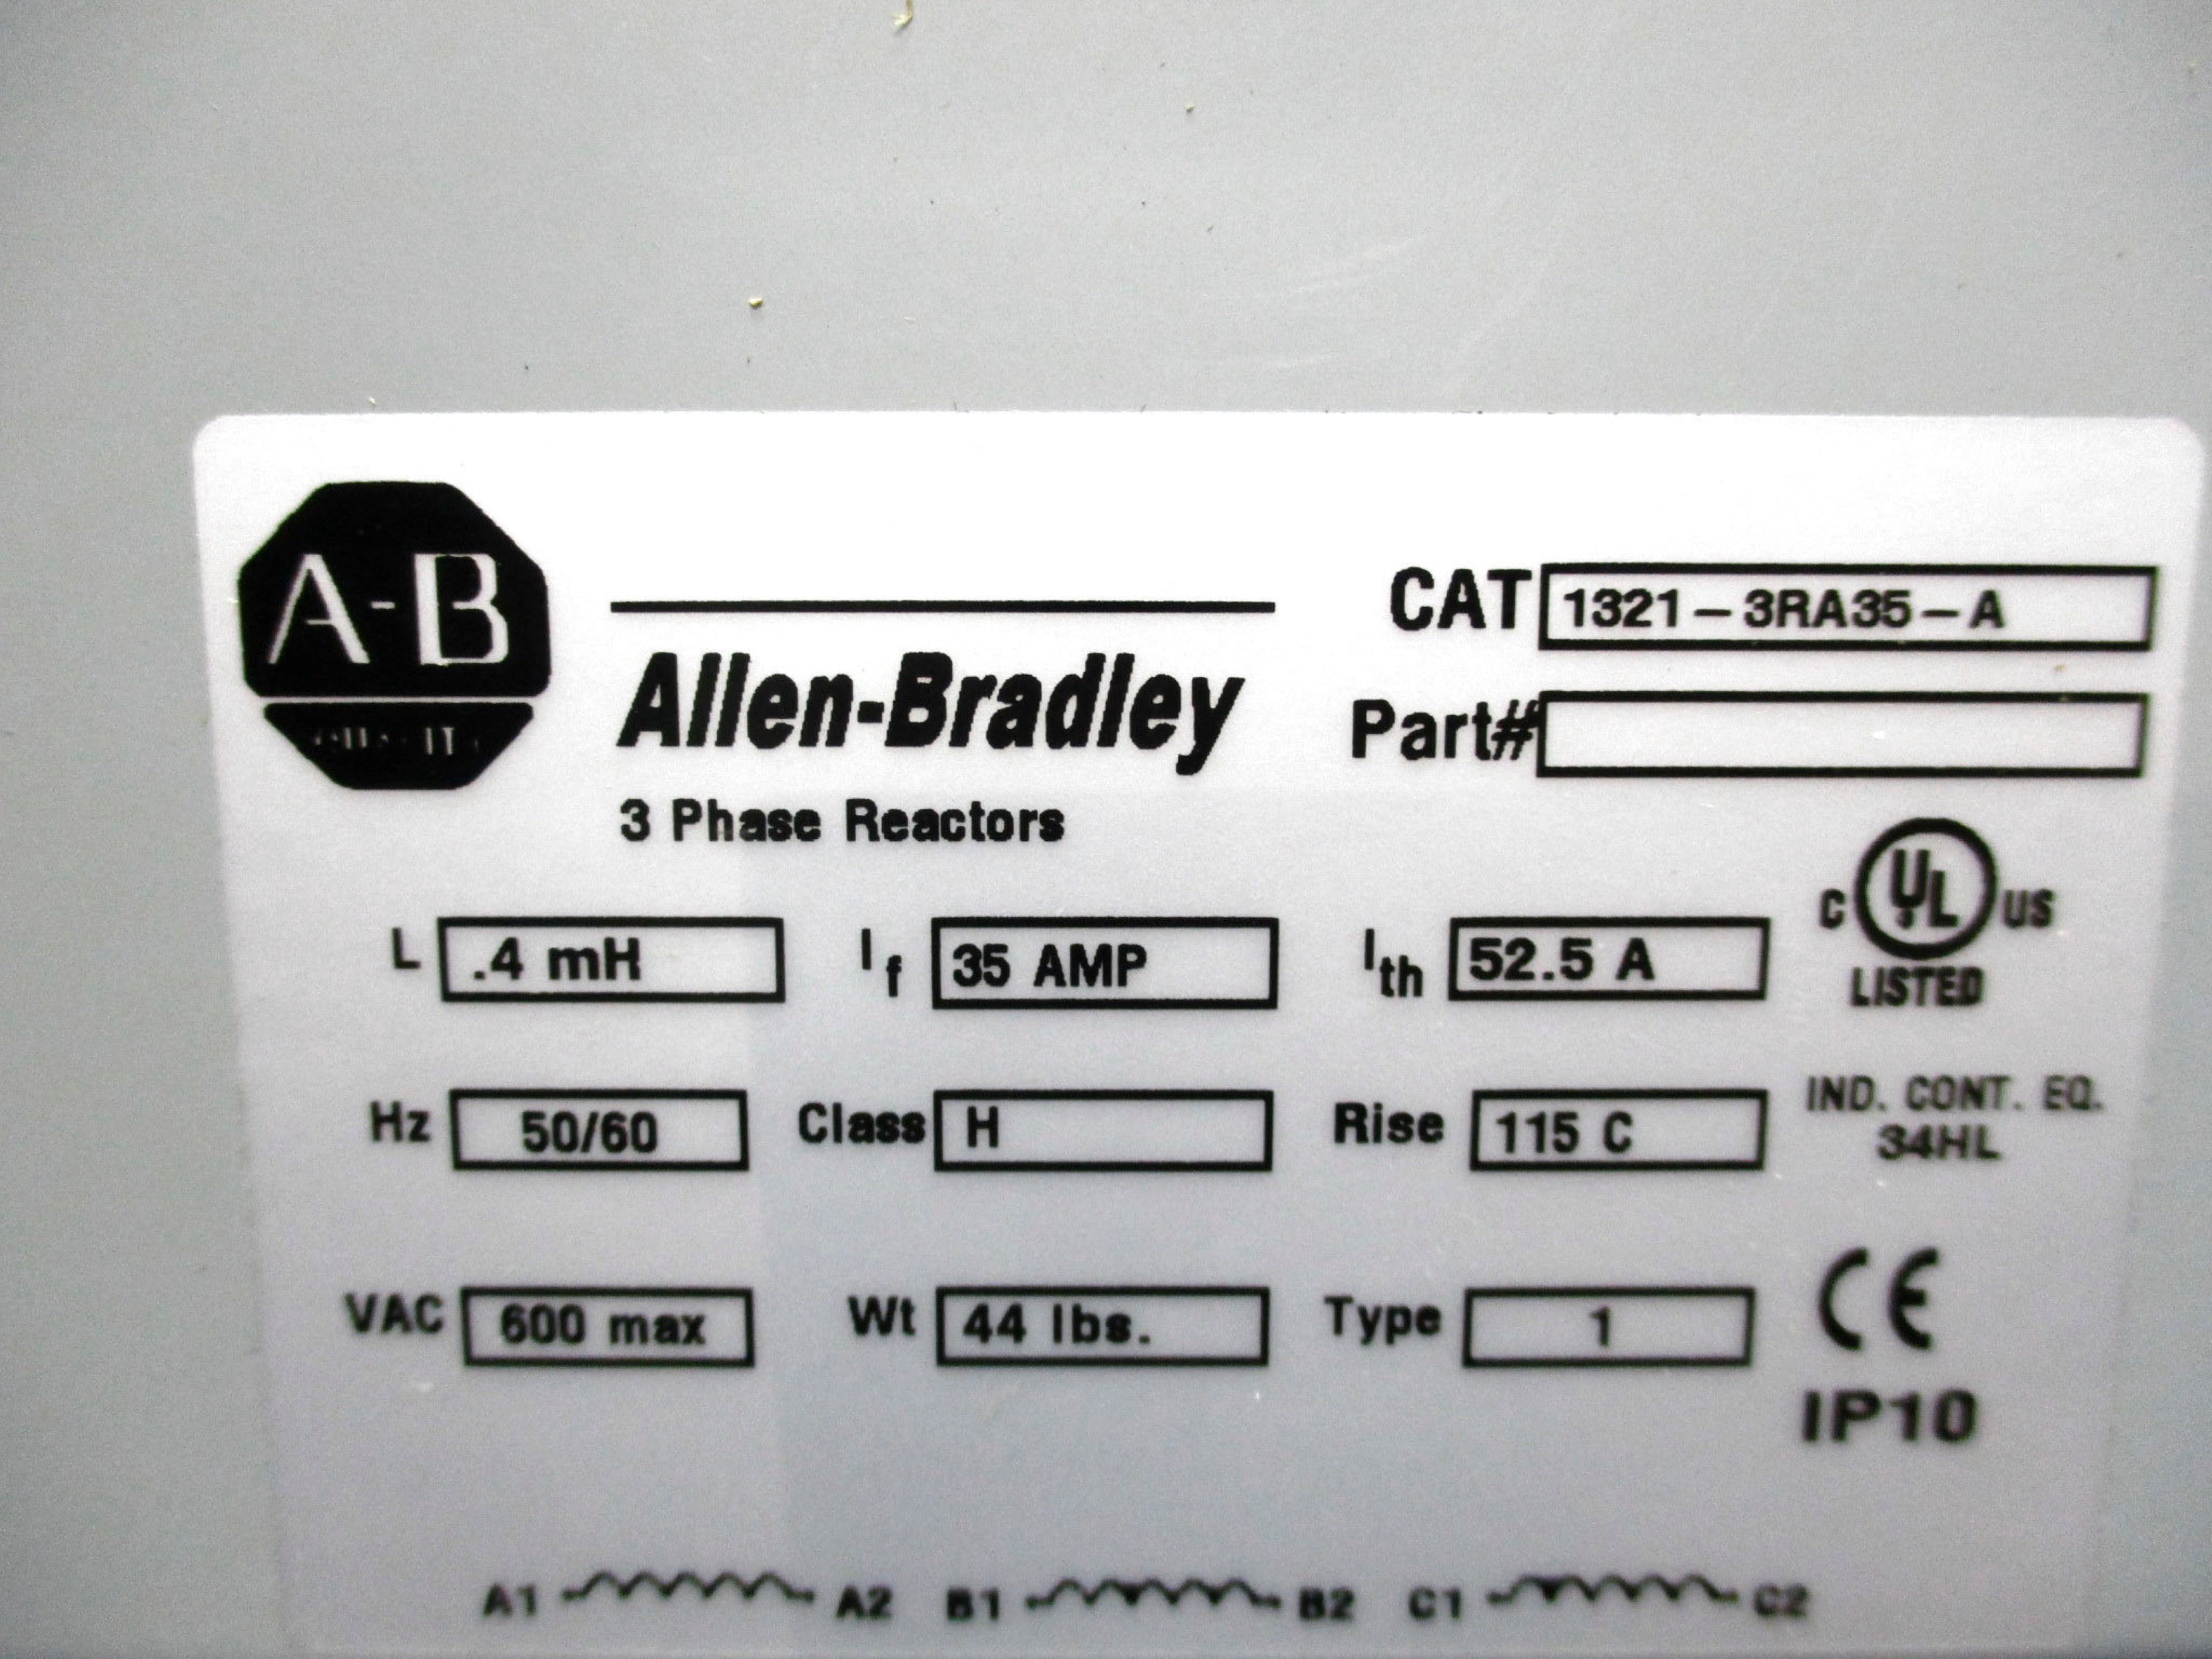 A-B
CAT 1321-3RA35-A
Allen-Bradley
Part#
3 Phase Reactors
L .4 mH If 35 AMP Ith 52.5 A
C UL US
LISTED
Hz 50/60 Class H Rise 115 C
IND. CONT. EQ.
34HL
VAC 600 max Wt 44 lbs. Type 1
CE
IP10
A1 A2 B1 B2 C1 C2